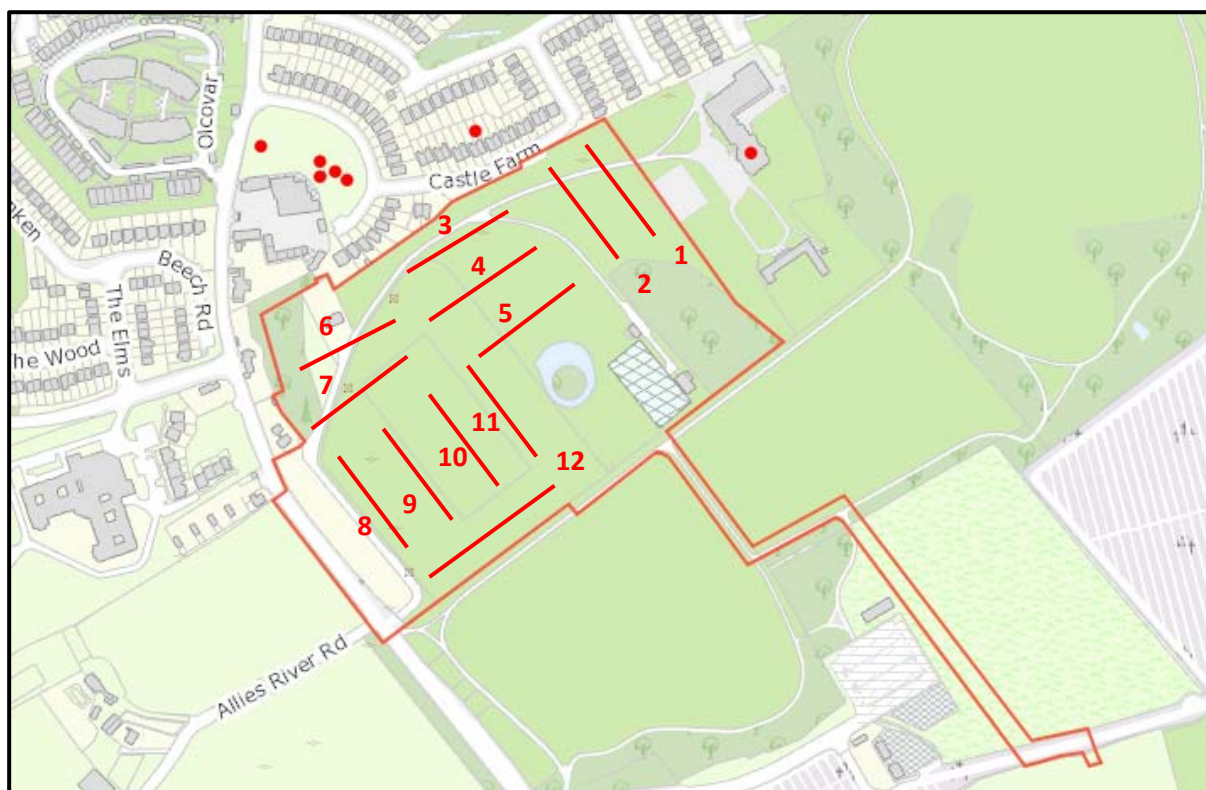 Olcovar
Castle Farm
nken
Beech Rd
The Elms
The Wood
3
4
1
2
5
6
7
11
10
12
9
8
Allies River Rd